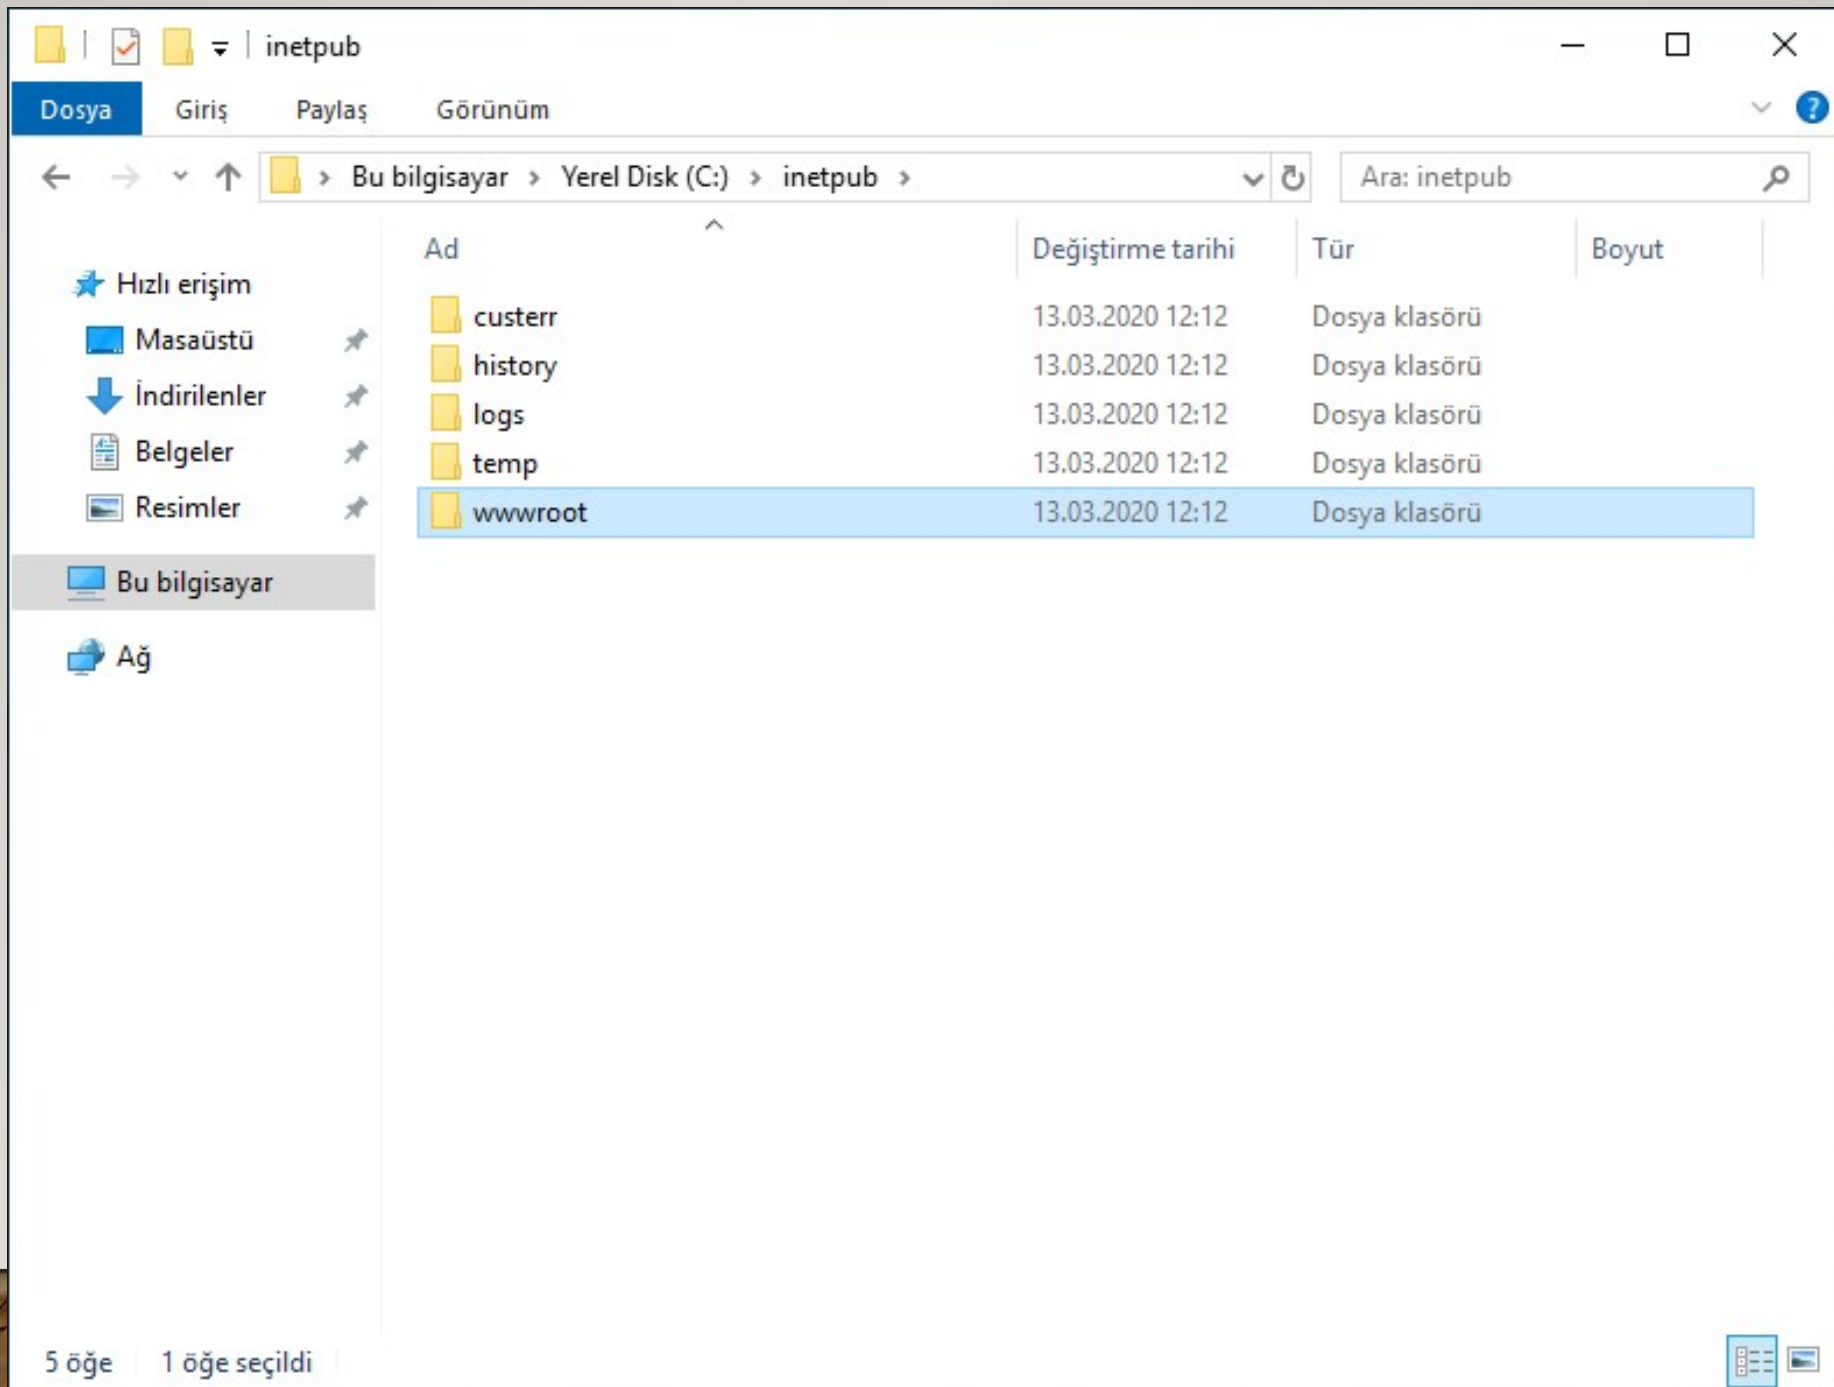 inetpub
Dosya Giriş Paylaş Görünüm
Bu bilgisayar Yerel Disk (C:) inetpub Ara: inetpub
Ad Değiştirme tarihi Tür Boyut
Hızlı erişim
Masaüstü
İndirilenler
Belgeler
Resimler
Bu bilgisayar
Ağ
custerr 13.03.2020 12:12 Dosya klasörü
history 13.03.2020 12:12 Dosya klasörü
logs 13.03.2020 12:12 Dosya klasörü
temp 13.03.2020 12:12 Dosya klasörü
wwwroot 13.03.2020 12:12 Dosya klasörü
5 öğe 1 öğe seçildi